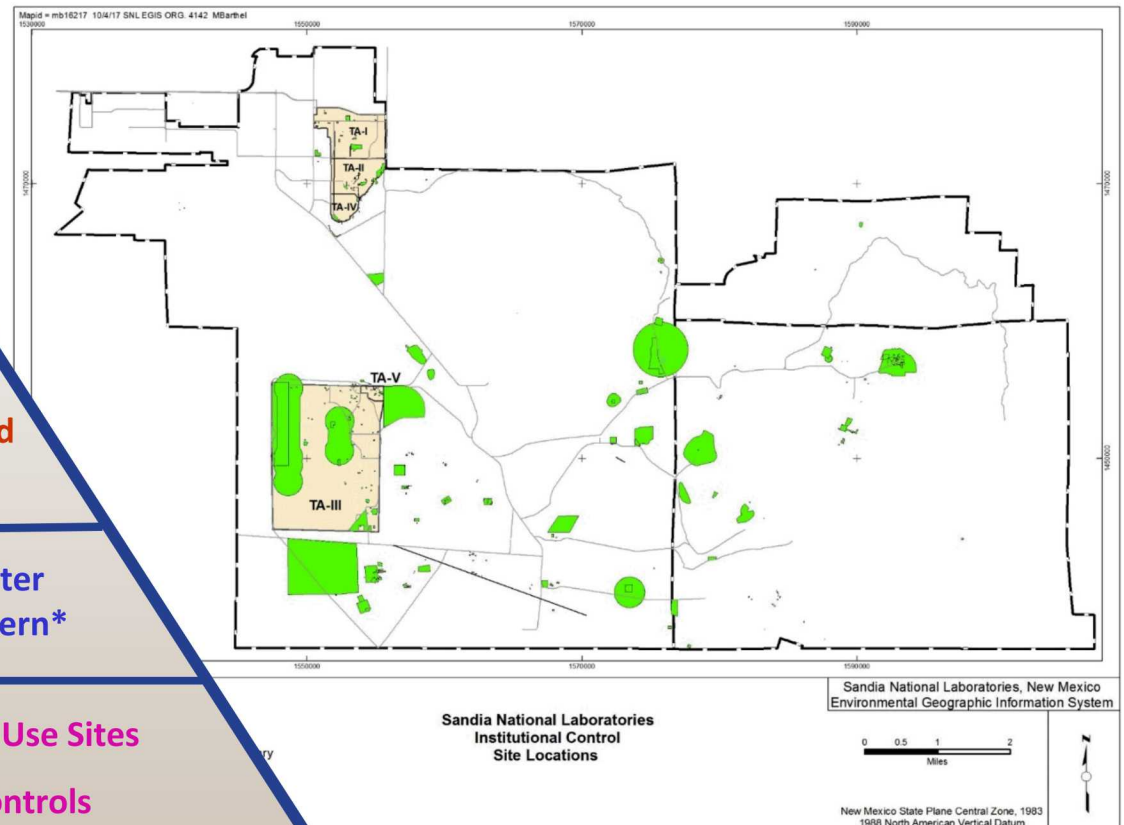 Mapid = mb16217 10/4/17 SNL EGIS ORG. 4142 MBarthel
1530000
1550000
1570000
1590000
1470000
1470000
TA-I
TA-II
TA-IV
TA-V
TA-III
1450000
d
ter
ern*
Use Sites
ontrols
1550000
1570000
1590000
ry
Sandia National Laboratories
Institutional Control
Site Locations
Sandia National Laboratories, New Mexico
Environmental Geographic Information System
0 0.5 1 2
Miles
N
New Mexico State Plane Central Zone, 1983
1988 North American Vertical Datum